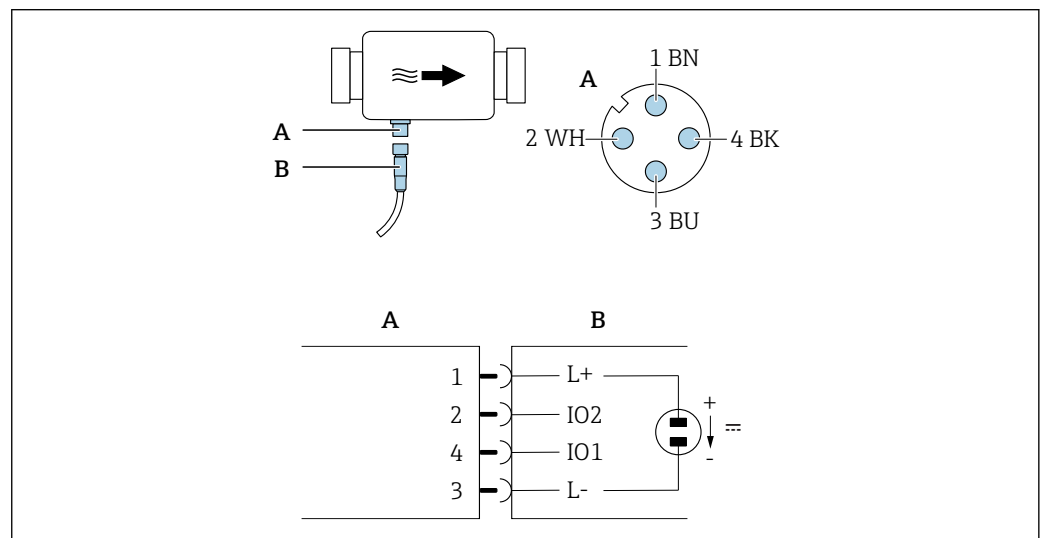 1 BN
A
A
2 WH
4 BK
B
3 BU
A B
1 L+
2 IO2
+
4 IO1
-
3 L-